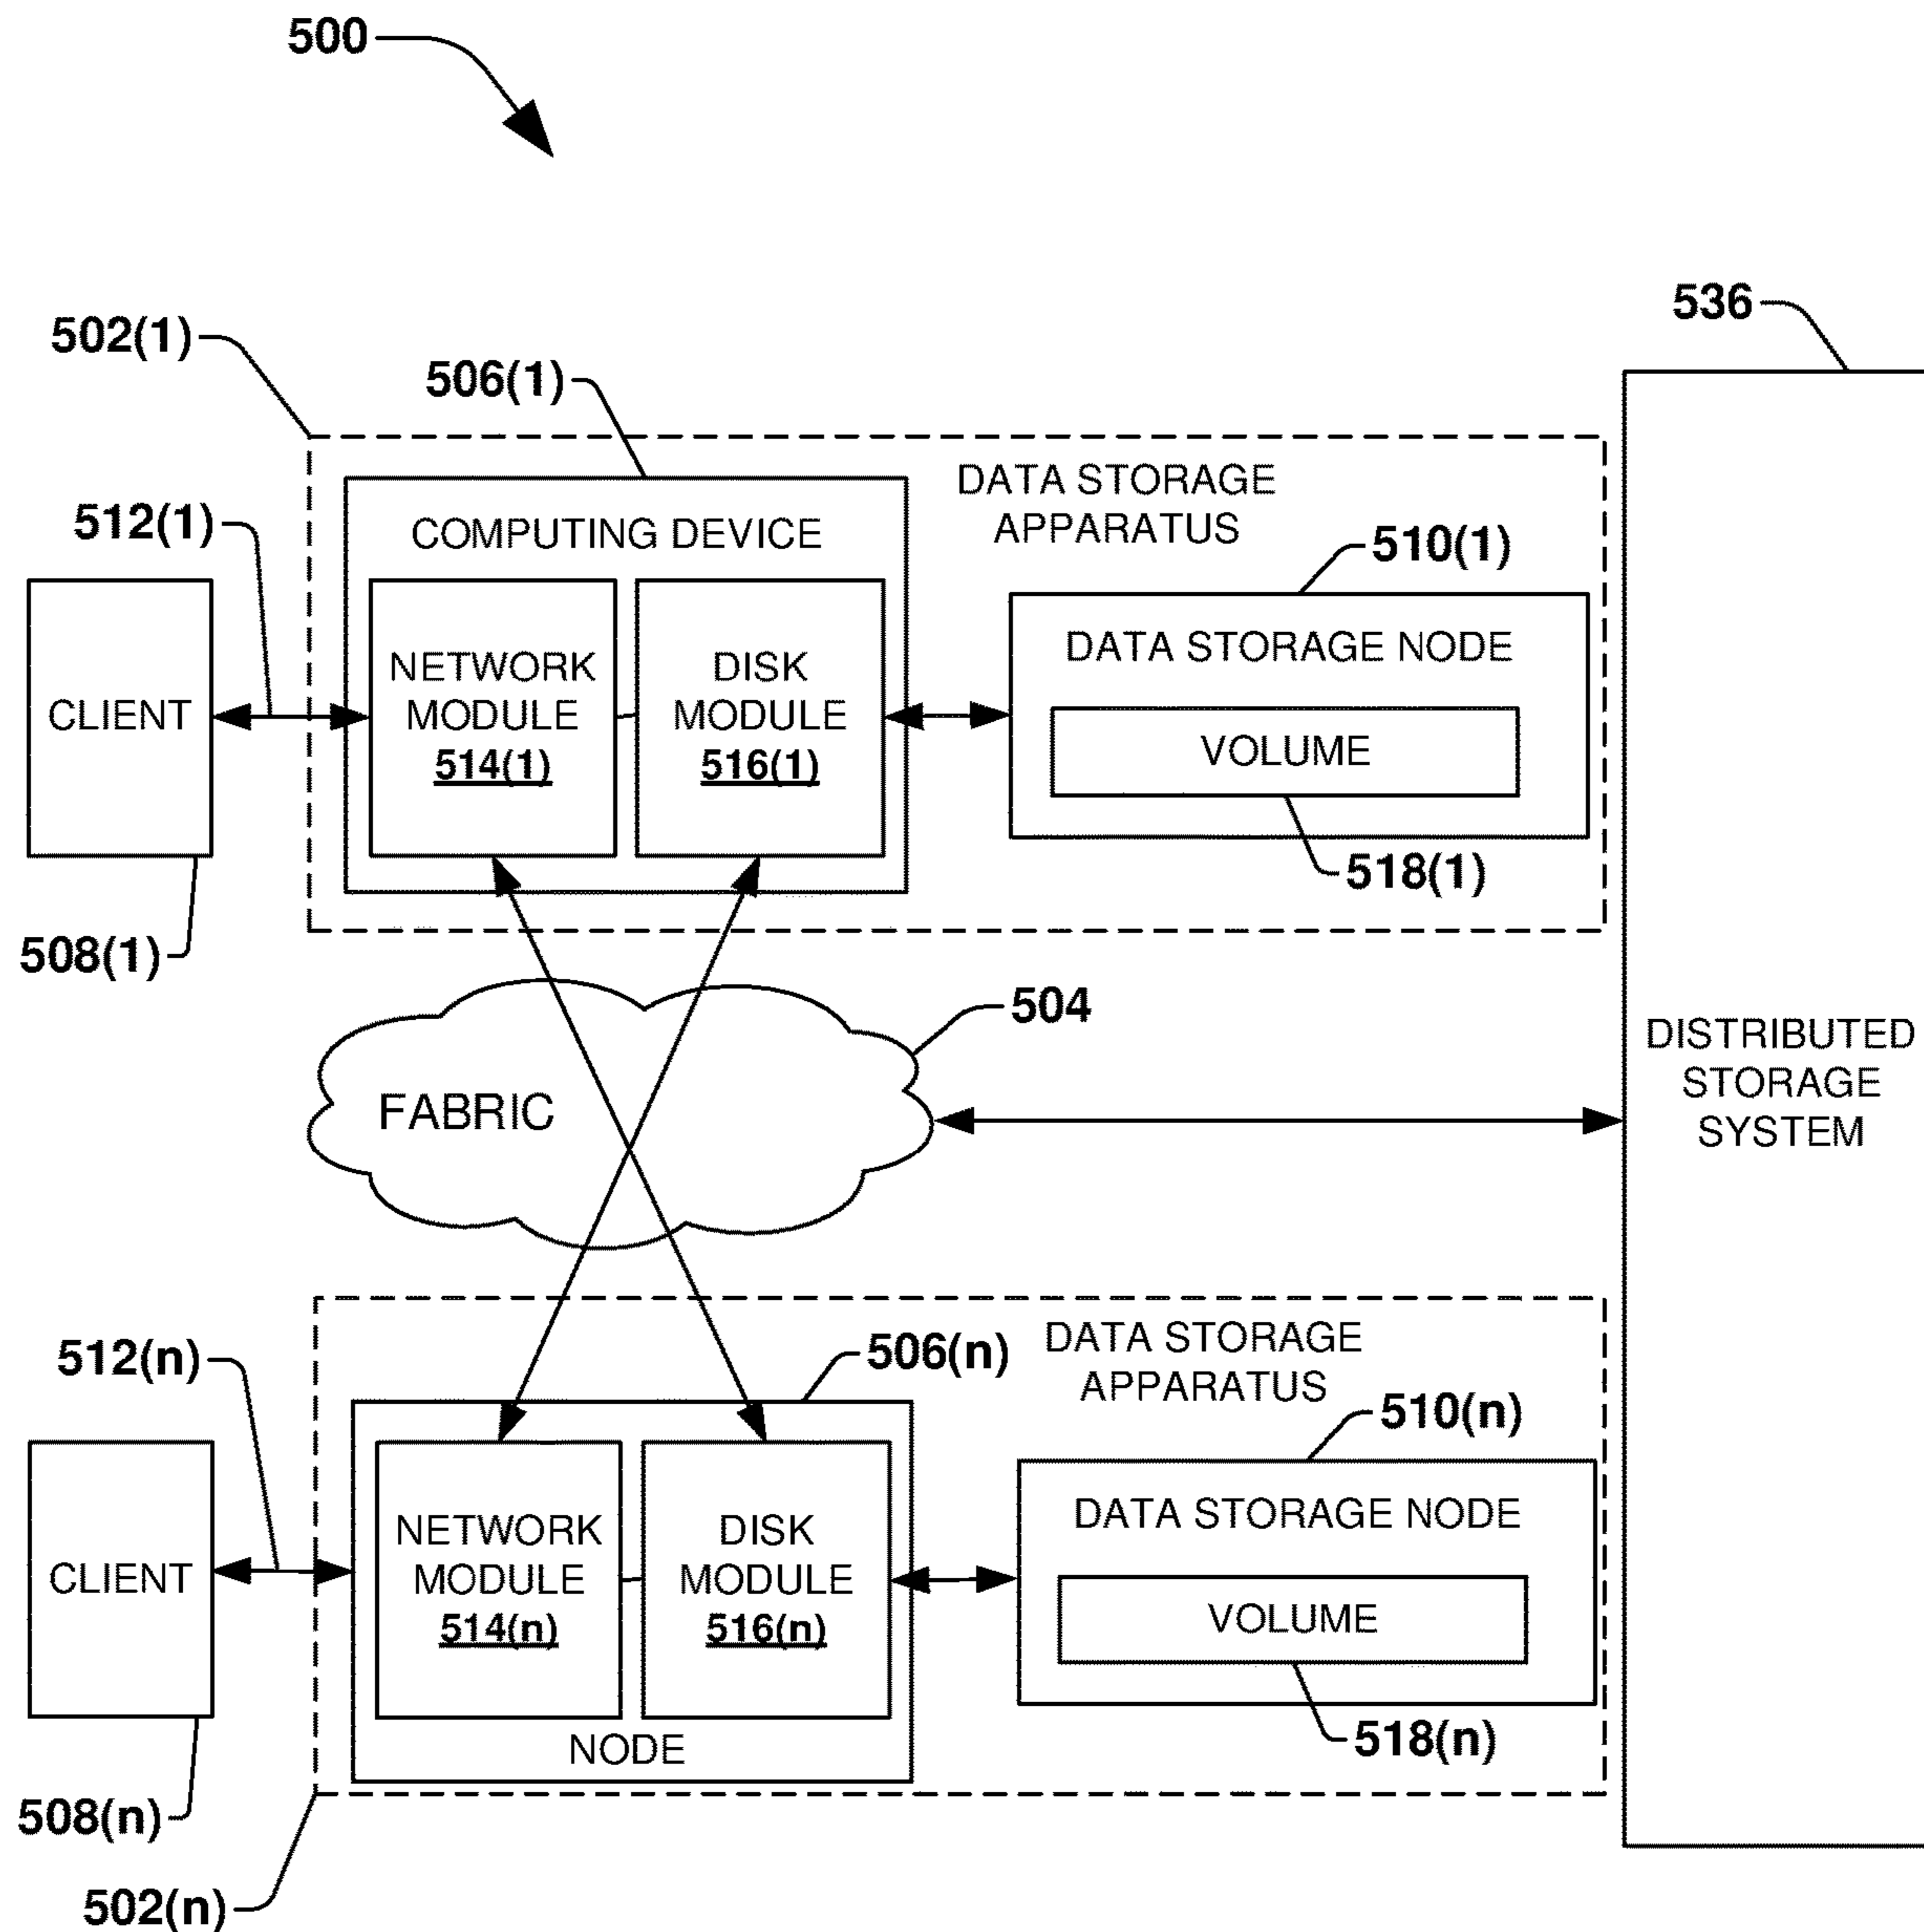 500
536
502(1)
506(1)
DATA STORAGE
APPARATUS
512(1)
COMPUTING DEVICE
510(1)
CLIENT
NETWORK
MODULE
514(1)
DISK
MODULE
516(1)
DATA STORAGE NODE
VOLUME
518(1)
508(1)
504
FABRIC
DISTRIBUTED
STORAGE
SYSTEM
512(n)
506(n)
DATA STORAGE
APPARATUS
510(n)
CLIENT
NETWORK
MODULE
514(n)
DISK
MODULE
516(n)
DATA STORAGE NODE
VOLUME
518(n)
NODE
508(n)
502(n)